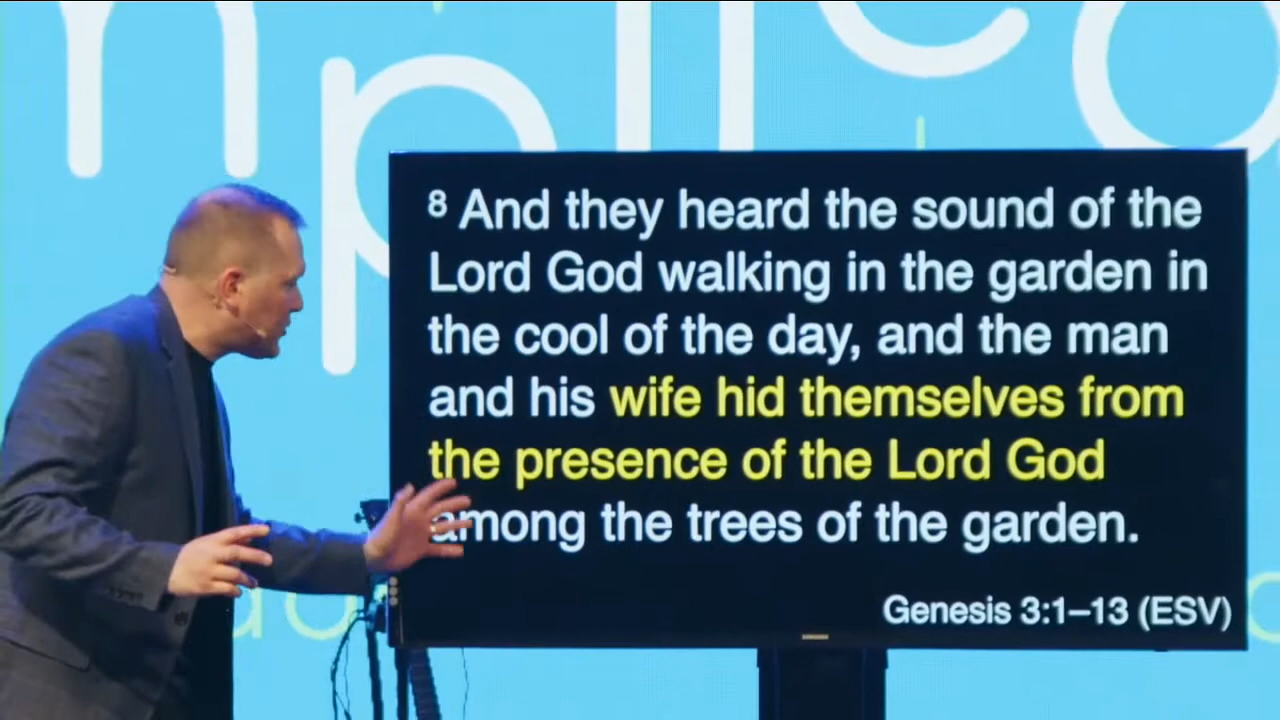 8 And they heard the sound of the
Lord God walking in the garden in
the cool of the day, and the man
and his wife hid themselves from
the presence of the Lord God
among the trees of the garden.
Genesis 3:1–13 (ESV)